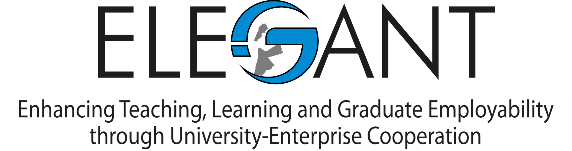 ELEGANT
Enhancing Teaching, Learning and Graduate Employability
through University-Enterprise Cooperation